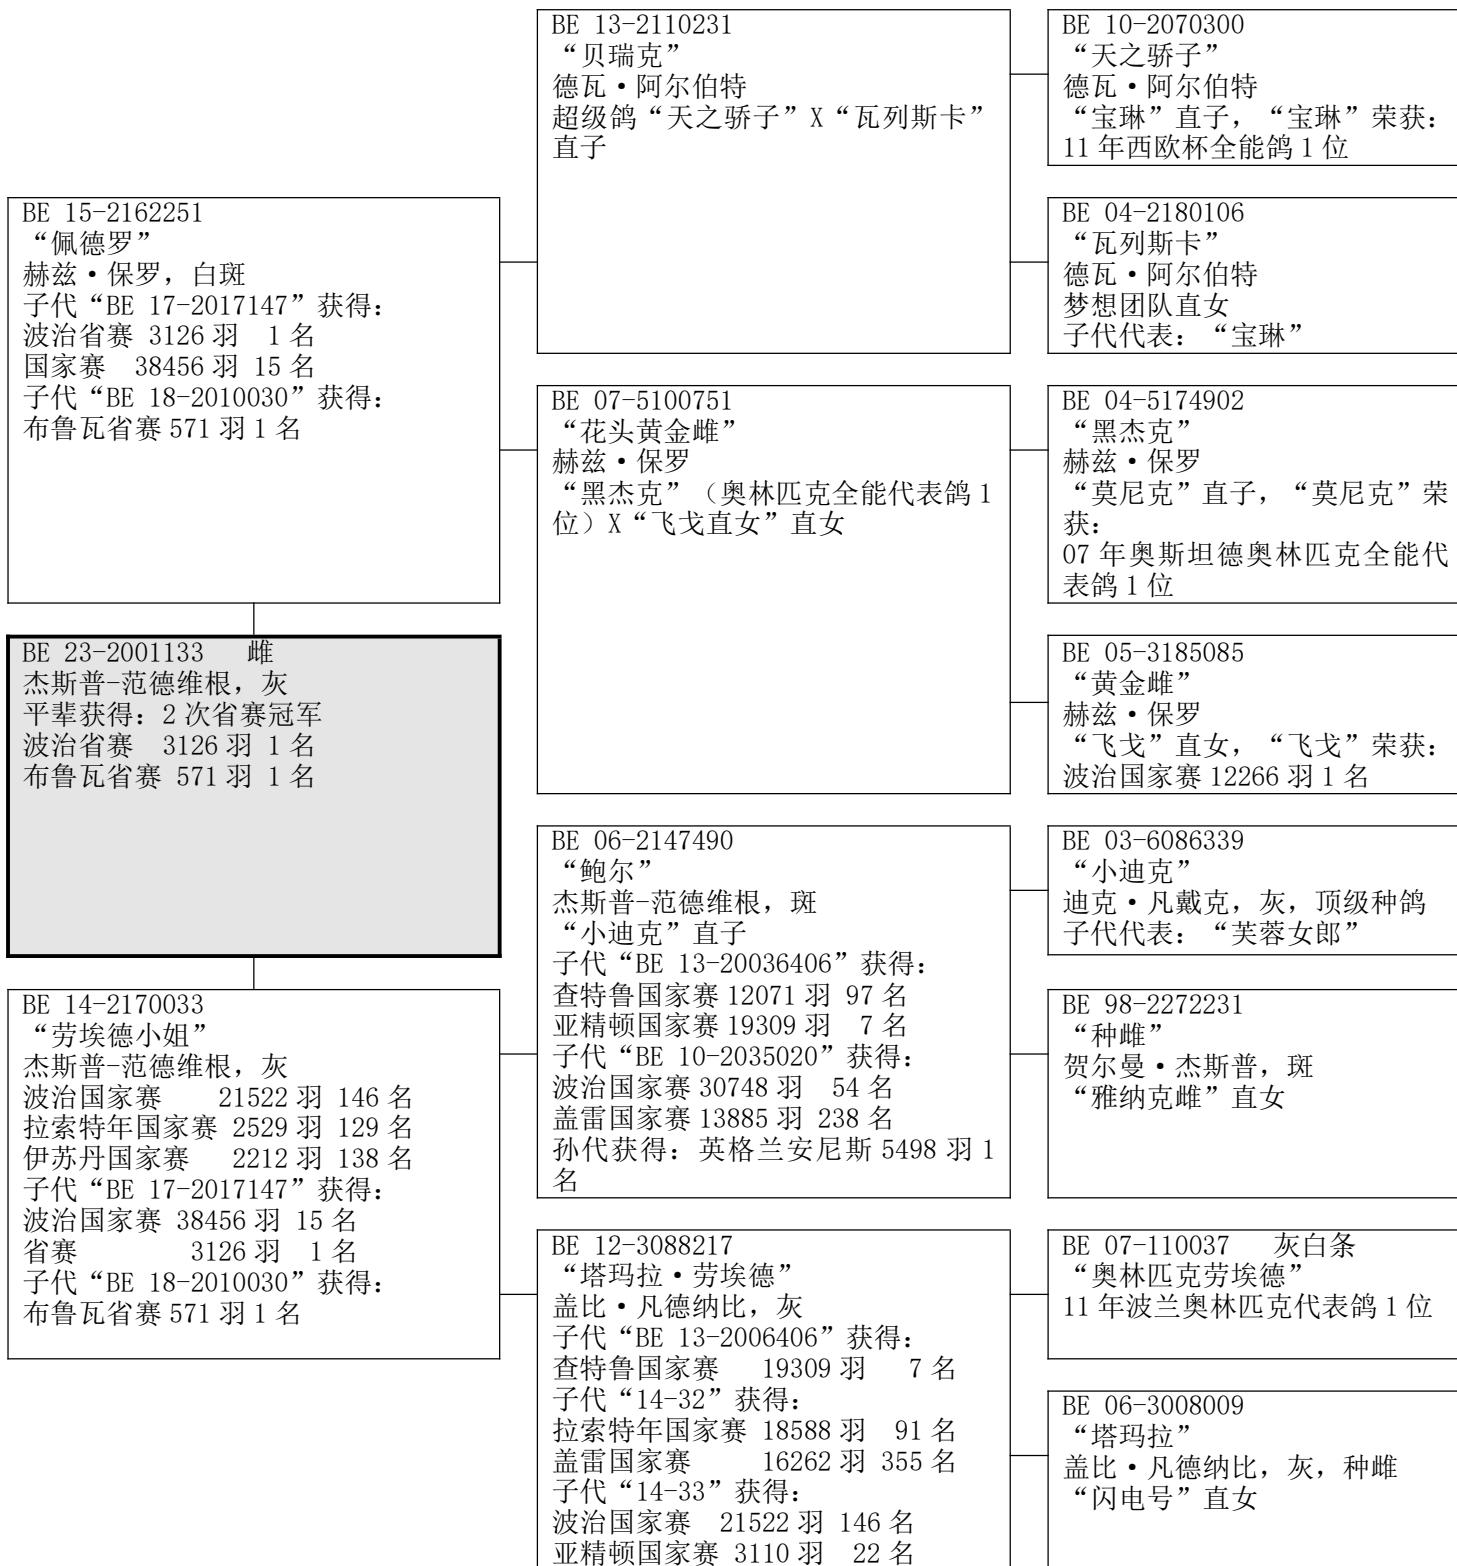 BE 13-2110231
“贝瑞克”
德瓦•阿尔伯特
超级鸽“天之骄子”X“瓦列斯卡”
直子
BE 10-2070300
“天之骄子”
德瓦•阿尔伯特
“宝琳”直子，“宝琳”荣获：
11 年西欧杯全能鸽 1 位
BE 15-2162251
“佩德罗”
赫兹•保罗，白斑
子代“BE 17-2017147”获得：
波治省赛 3126 羽 1 名
国家赛 38456 羽 15 名
子代“BE 18-2010030”获得：
布鲁瓦省赛 571 羽 1 名
BE 04-2180106
“瓦列斯卡”
德瓦•阿尔伯特
梦想团队直女
子代代表：“宝琳”
BE 07-5100751
“花头黄金雌”
赫兹•保罗
“黑杰克”（奥林匹克全能代表鸽 1
位）X“飞戈直女”直女
BE 04-5174902
“黑杰克”
赫兹•保罗
“莫尼克”直子，“莫尼克”荣
获：
07 年奥斯坦德奥林匹克全能代
表鸽 1 位
BE 23-2001133 雌
杰斯普-范德维根，灰
平辈获得：2 次省赛冠军
波治省赛 3126 羽 1 名
布鲁瓦省赛 571 羽 1 名
BE 05-3185085
“黄金雌”
赫兹•保罗
“飞戈”直女，“飞戈”荣获：
波治国家赛 12266 羽 1 名
BE 06-2147490
“鲍尔”
杰斯普-范德维根，斑
“小迪克”直子
子代“BE 13-20036406”获得：
查特鲁国家赛 12071 羽 97 名
亚精顿国家赛 19309 羽 7 名
子代“BE 10-2035020”获得：
波治国家赛 30748 羽 54 名
盖雷国家赛 13885 羽 238 名
孙代获得：英格兰安尼斯 5498 羽 1
名
BE 03-6086339
“小迪克”
迪克•凡戴克，灰，顶级种鸽
子代代表：“芙蓉女郎”
BE 14-2170033
“劳埃德小姐”
杰斯普-范德维根，灰
波治国家赛 21522 羽 146 名
拉索特年国家赛 2529 羽 129 名
伊苏丹国家赛 2212 羽 138 名
子代“BE 17-2017147”获得：
波治国家赛 38456 羽 15 名
省赛 3126 羽 1 名
子代“BE 18-2010030”获得：
布鲁瓦省赛 571 羽 1 名
BE 98-2272231
“种雌”
贺尔曼•杰斯普，斑
“雅纳克雌”直女
BE 12-3088217
“塔玛拉•劳埃德”
盖比•凡德纳比，灰
子代“BE 13-2006406”获得：
查特鲁国家赛 19309 羽 7 名
子代“14-32”获得：
拉索特年国家赛 18588 羽 91 名
盖雷国家赛 16262 羽 355 名
子代“14-33”获得：
波治国家赛 21522 羽 146 名
亚精顿国家赛 3110 羽 22 名
BE 07-110037 灰白条
“奥林匹克劳埃德”
11 年波兰奥林匹克代表鸽 1 位
BE 06-3008009
“塔玛拉”
盖比•凡德纳比，灰，种雌
“闪电号”直女